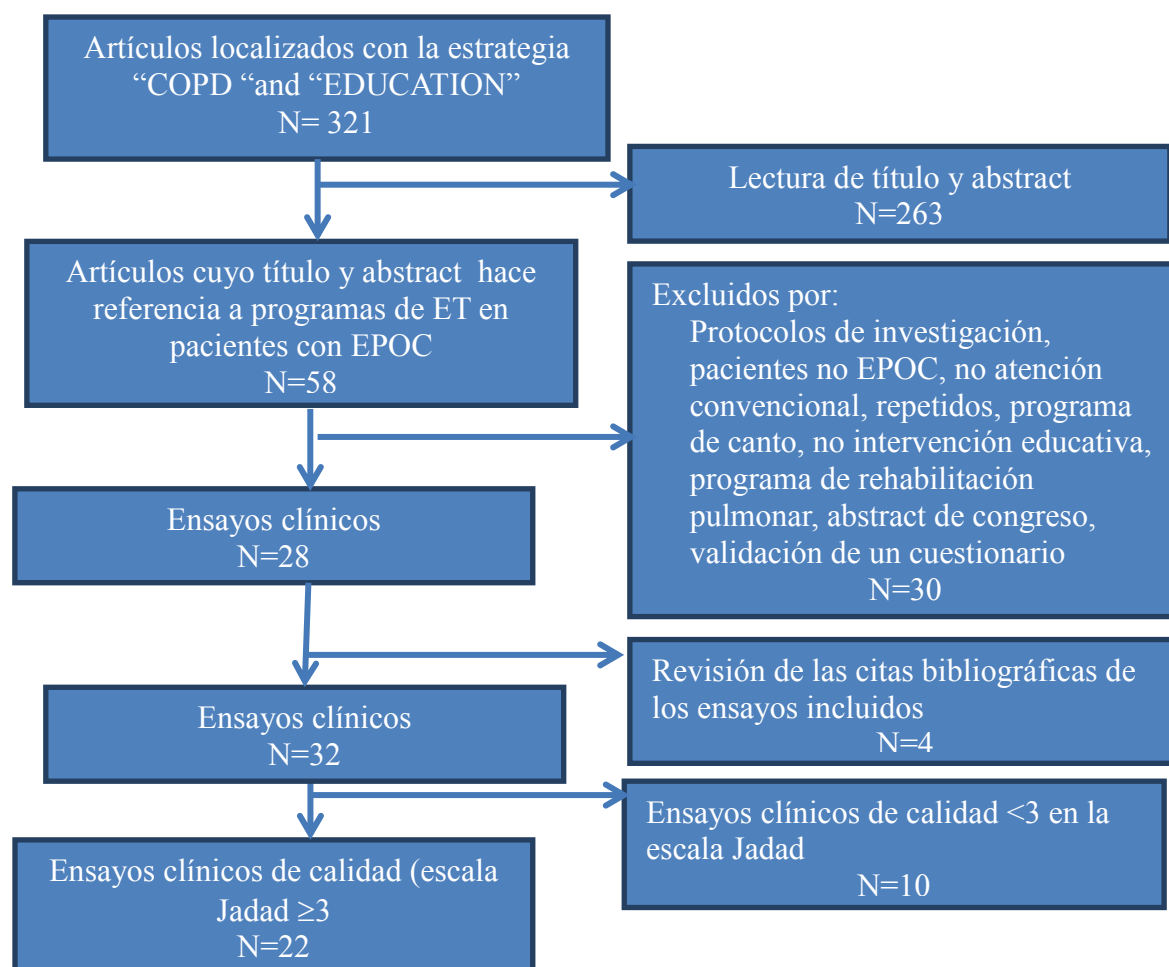 Artículos localizados con la estrategia
“COPD “and “EDUCATION”
N= 321
Lectura de título y abstract
N=263
Artículos cuyo título y abstract hace
referencia a programas de ET en
pacientes con EPOC
N=58
Excluidos por:
Protocolos de investigación,
pacientes no EPOC, no atención
convencional, repetidos, programa
de canto, no intervención educativa,
programa de rehabilitación
pulmonar, abstract de congreso,
validación de un cuestionario
N=30
Ensayos clínicos
N=28
Revisión de las citas bibliográficas de
los ensayos incluidos
N=4
Ensayos clínicos
N=32
Ensayos clínicos de calidad <3 en la
escala Jadad
N=10
Ensayos clínicos de calidad (escala
Jadad ≥3
N=22